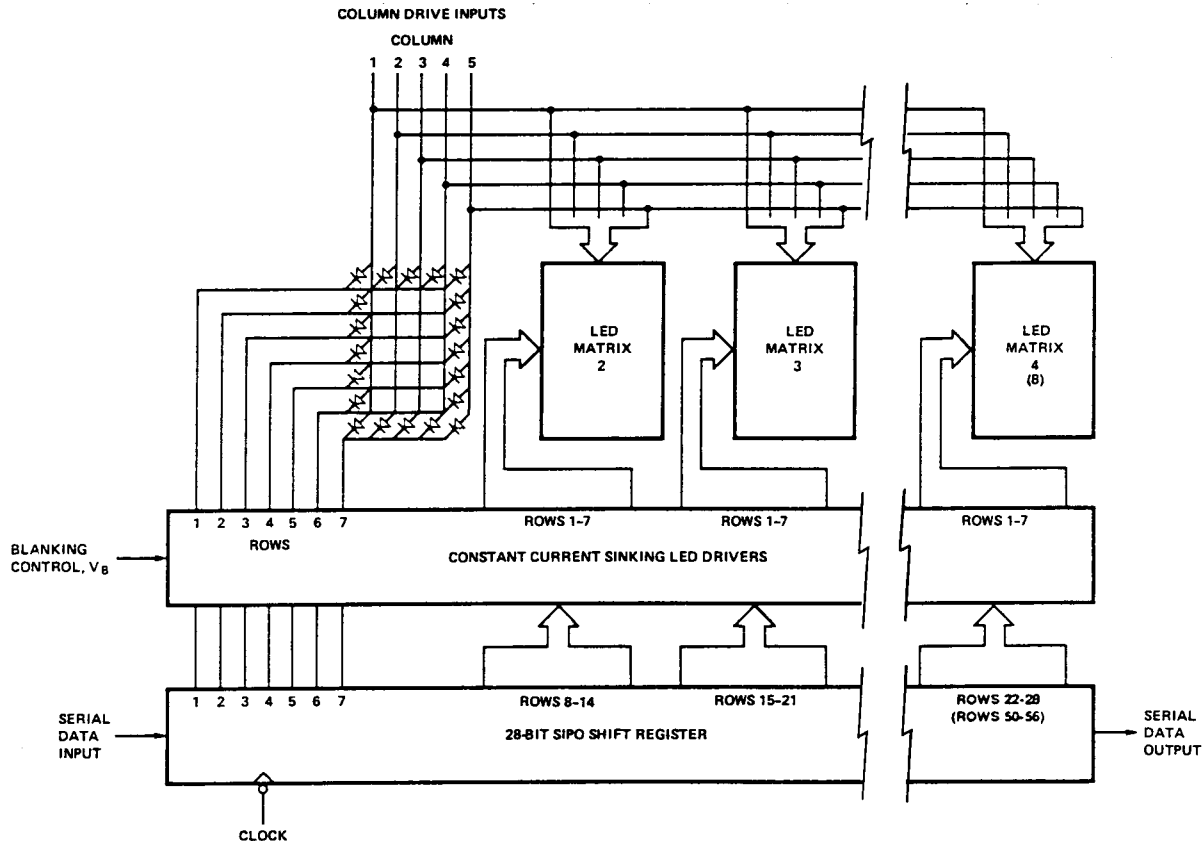 COLUMN DRIVE INPUTS
COLUMN
1 2 3 4 5
LED
MATRIX
2
LED
MATRIX
3
LED
MATRIX
4
(8)
1 2 3 4 5 6 7
ROWS
ROWS 1-7
ROWS 1-7
ROWS 1-7
BLANKING
CONTROL, VB
CONSTANT CURRENT SINKING LED DRIVERS
1 2 3 4 5 6 7
ROWS 8-14
ROWS 15-21
ROWS 22-28
(ROWS 50-56)
SERIAL
DATA
INPUT
28-BIT SIPO SHIFT REGISTER
SERIAL
DATA
OUTPUT
CLOCK